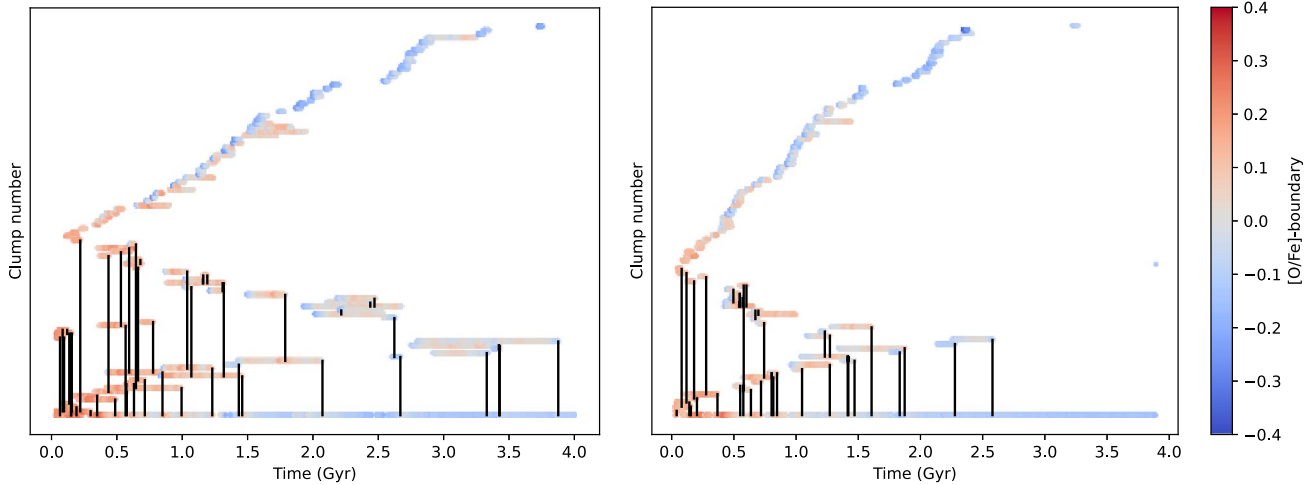 Clump number
0.0 0.5 1.0 1.5 2.0 2.5 3.0 3.5 4.0
Time (Gyr)
Clump number
0.0 0.5 1.0 1.5 2.0 2.5 3.0 3.5 4.0
Time (Gyr)
0.4
0.3
0.2
0.1
0.0
−0.1
−0.2
−0.3
−0.4
[O/Fe]-boundary